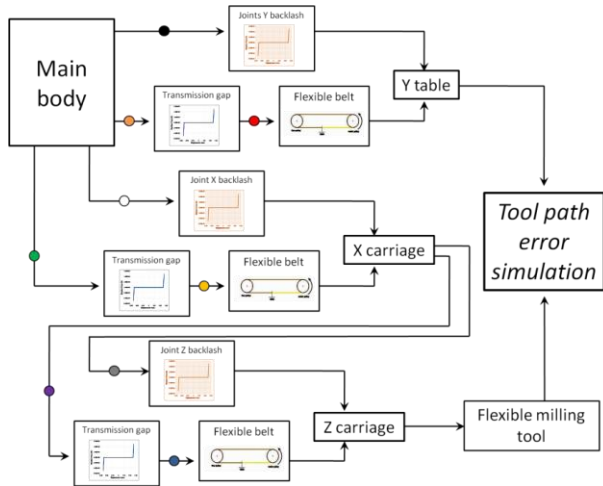 Joints Y backlash
Main
body
Transmission gap
Flexible belt
Y table
Joint X backlash
Tool path
error
simulation
X carriage
Transmission gap
Flexible belt
Joint Z backlash
Flexible milling
tool
Z carriage
Transmission gap
Flexible belt